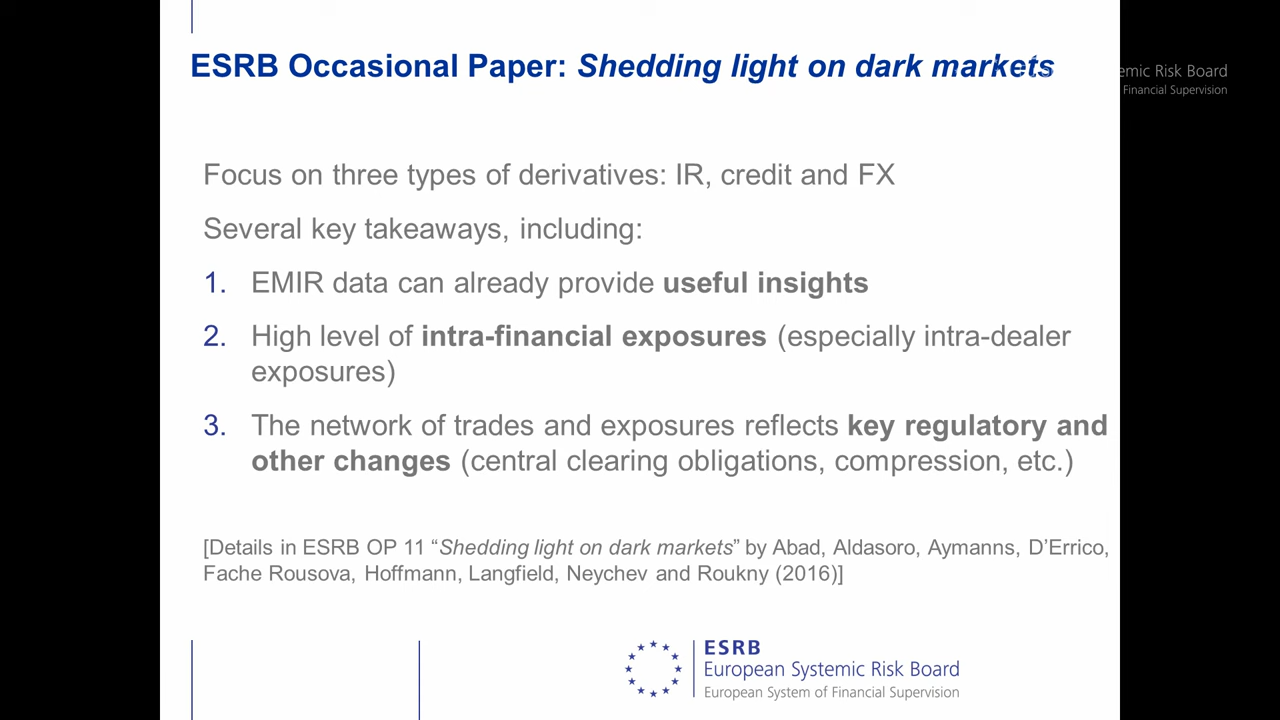 ESRB Occasional Paper: Shedding light on dark markets
emic Risk Board
Financial Supervision
Focus on three types of derivatives: IR, credit and FX
Several key takeaways, including:
1. EMIR data can already provide useful insights
2. High level of intra-financial exposures (especially intra-dealer
exposures)
3. The network of trades and exposures reflects key regulatory and
other changes (central clearing obligations, compression, etc.)
[Details in ESRB OP 11 “Shedding light on dark markets” by Abad, Aldasoro, Aymanns, D’Errico,
Fache Rousova, Hoffmann, Langfield, Neychev and Roukny (2016)]
ESRB
European Systemic Risk Board
European System of Financial Supervision